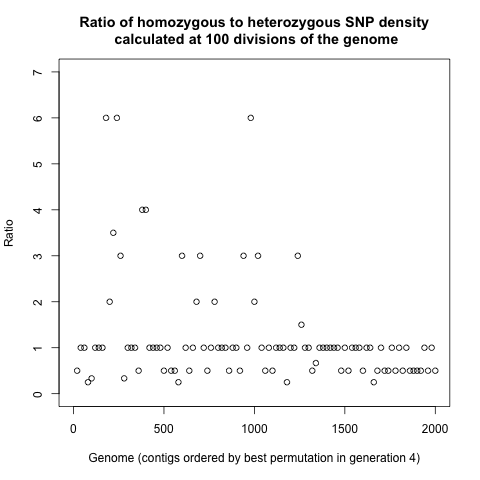 Ratio of homozygous to heterozygous SNP density
calculated at 100 divisions of the genome
7
6
5
4
3
2
1
0
Ratio
0 500 1000 1500 2000
Genome (contigs ordered by best permutation in generation 4)